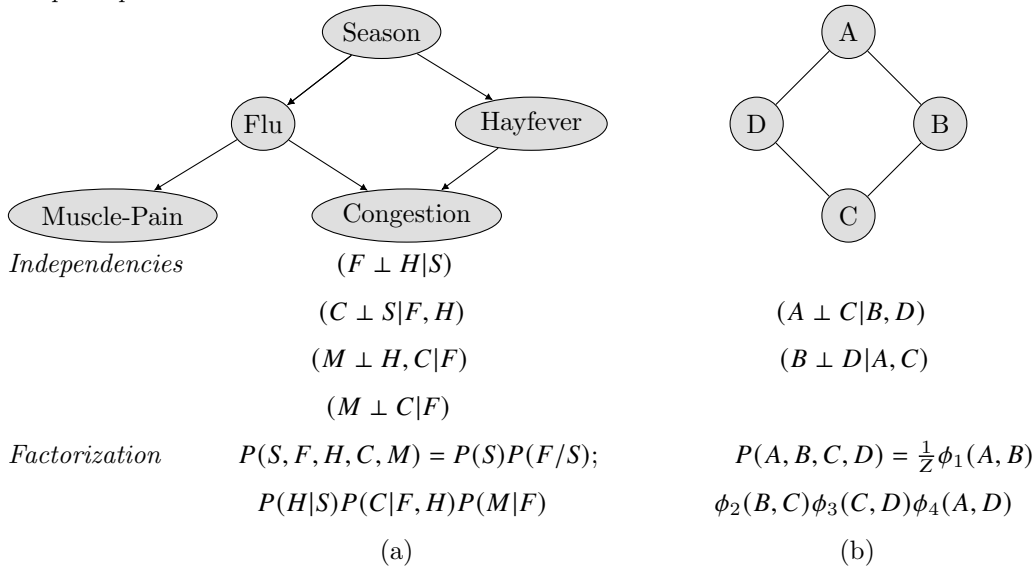 Season
A
Flu
Hayfever
D
B
Muscle-Pain
Congestion
C
Independencies
(F ⊥ H|S)
(C ⊥ S|F, H)
(A ⊥ C|B, D)
(M ⊥ H, C|F)
(B ⊥ D|A, C)
(M ⊥ C|F)
Factorization
P(S, F, H, C, M) = P(S)P(F/S);
P(A, B, C, D) = 1/Z ϕ₁(A, B)
P(H|S)P(C|F, H)P(M|F)
ϕ₂(B, C)ϕ₃(C, D)ϕ₄(A, D)
(a)
(b)